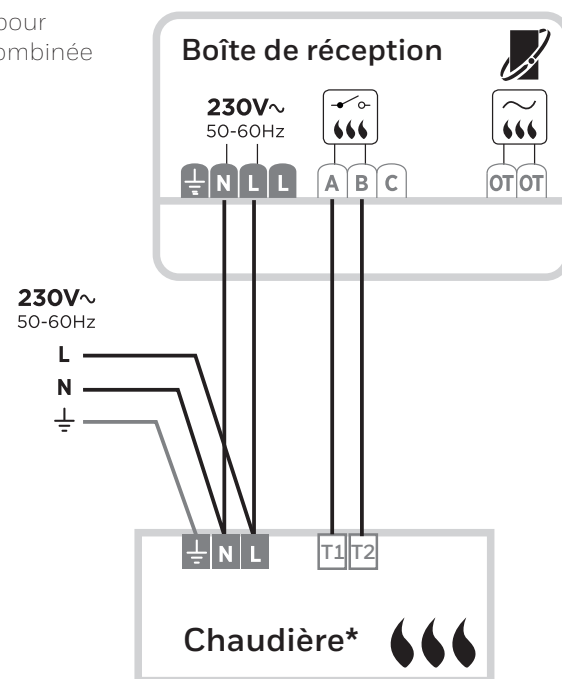 pour
ombinée
Boîte de réception
230V~
50-60Hz
N L L A B C OT OT
230V~
50-60Hz
L
N
N L T1 T2
Chaudière*